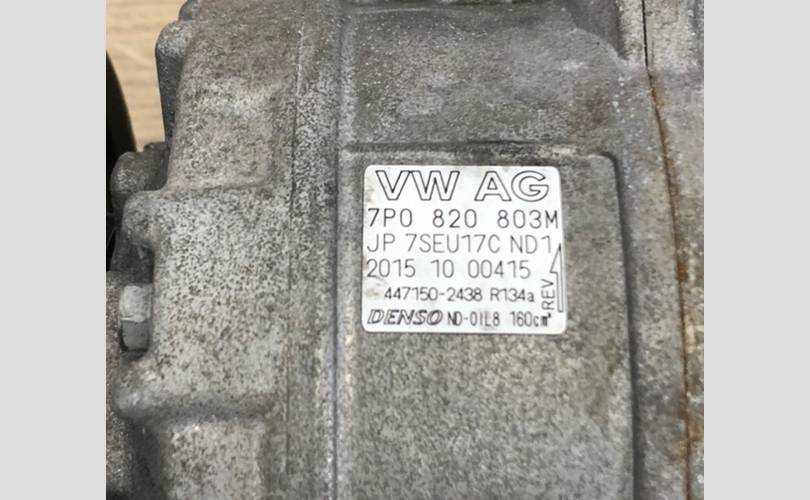 VW AG
7P0 820 803M
JP 7SEU17C ND1
2015 10 00415
447150-2438 R134a
REV
DENSO ND-OIL8 160cm³